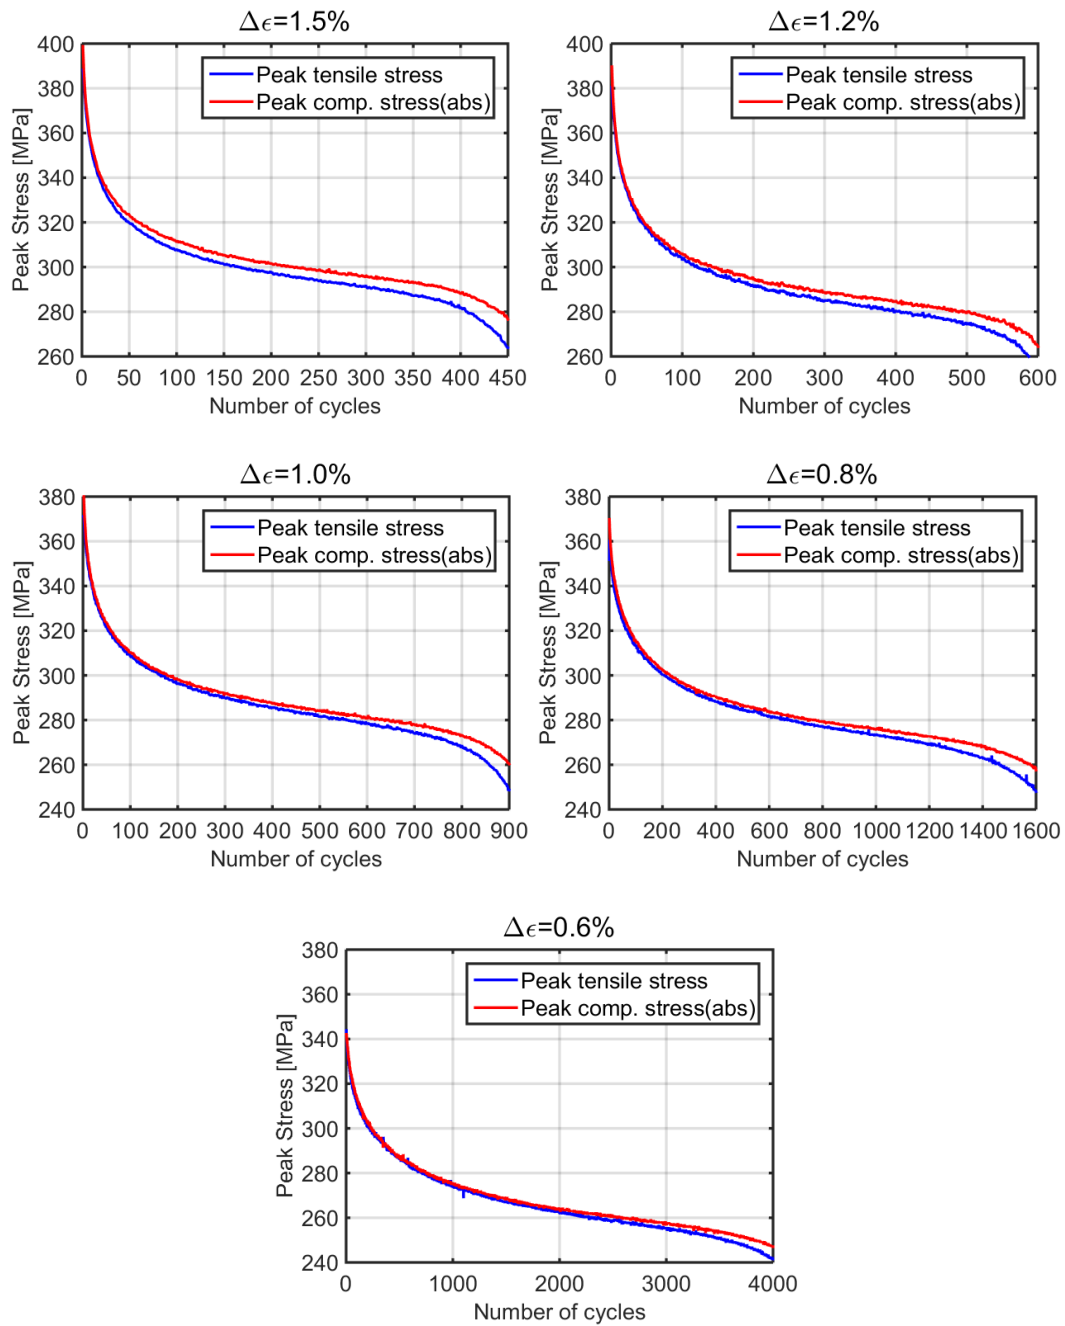 Δϵ=1.5%
Peak Stress [MPa]
400
380
360
340
320
300
280
260
Peak tensile stress
Peak comp. stress(abs)
0 50 100 150 200 250 300 350 400 450
Number of cycles
Δϵ=1.2%
Peak Stress [MPa]
400
380
360
340
320
300
280
260
Peak tensile stress
Peak comp. stress(abs)
0 100 200 300 400 500 600
Number of cycles
Δϵ=1.0%
Peak Stress [MPa]
380
360
340
320
300
280
260
240
Peak tensile stress
Peak comp. stress(abs)
0 100 200 300 400 500 600 700 800 900
Number of cycles
Δϵ=0.8%
Peak Stress [MPa]
380
360
340
320
300
280
260
240
Peak tensile stress
Peak comp. stress(abs)
0 200 400 600 800 1000 1200 1400 1600
Number of cycles
Δϵ=0.6%
Peak Stress [MPa]
380
360
340
320
300
280
260
240
Peak tensile stress
Peak comp. stress(abs)
0 1000 2000 3000 4000
Number of cycles